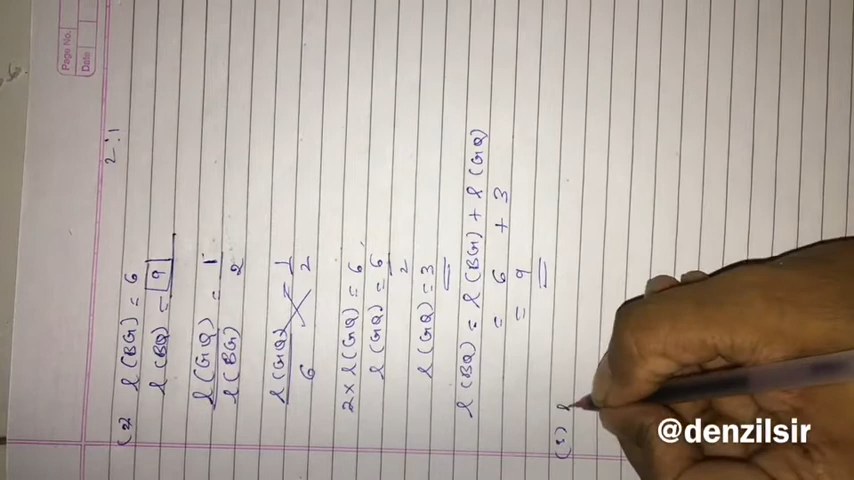 Page No.
Date
2:1
(2) l(BG) = 6
l(BQ) = 9
l(GQ) = 1
l(BG) 2
l(GQ) = 1
6 2
2 × l(GQ) = 6
l(GQ) = 6
2
l(GQ) = 3
l(BQ) = l(BG) + l(GQ)
= 6 + 3
= 9
(3) l
@denzilsir